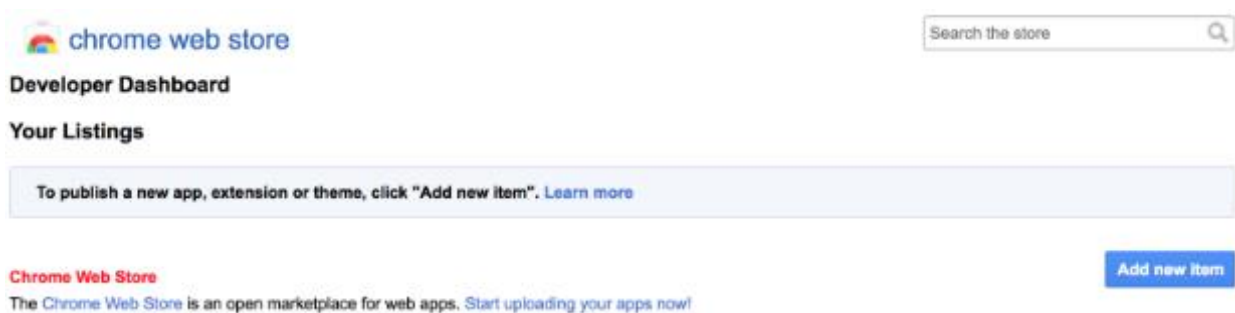 chrome web store
Search the store
Developer Dashboard
Your Listings
To publish a new app, extension or theme, click "Add new item". Learn more
Add new item
Chrome Web Store
The Chrome Web Store is an open marketplace for web apps. Start uploading your apps now!